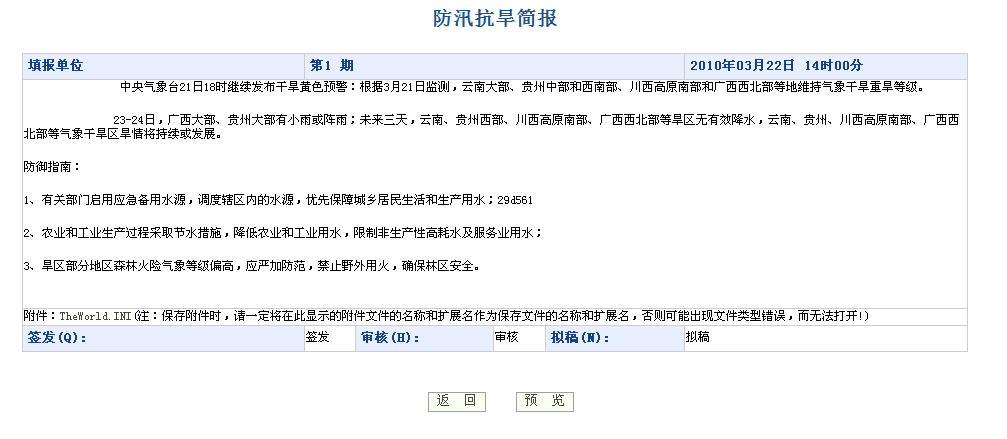 防汛抗旱简报
填报单位 第1 期 2010年03月22日 14时00分
中央气象台21日18时继续发布干旱黄色预警：根据3月21日监测，云南大部、贵州中部和西南部、川西高原南部和广西西北部等地维持气象干旱重旱等级。
23-24日，广西大部、贵州大部有小雨或阵雨；未来三天，云南、贵州西部、川西高原南部、广西西北部等旱区无有效降水，云南、贵州、川西高原南部、广西西
北部等气象干旱区旱情将持续或发展。
防御指南：
1、有关部门启用应急备用水源，调度辖区内的水源，优先保障城乡居民生活和生产用水；29d561
2、农业和工业生产过程采取节水措施，降低农业和工业用水，限制非生产性高耗水及服务业用水；
3、旱区部分地区森林火险气象等级偏高，应严加防范，禁止野外用火，确保林区安全。
附件：TheWorld.INI(注：保存附件时，请一定将在此显示的附件文件的名称和扩展名作为保存文件的名称和扩展名，否则可能出现文件类型错误，而无法打开!)
签发(Q)： 签发 审核(H)： 审核 拟稿(N)： 拟稿
返 回 预 览